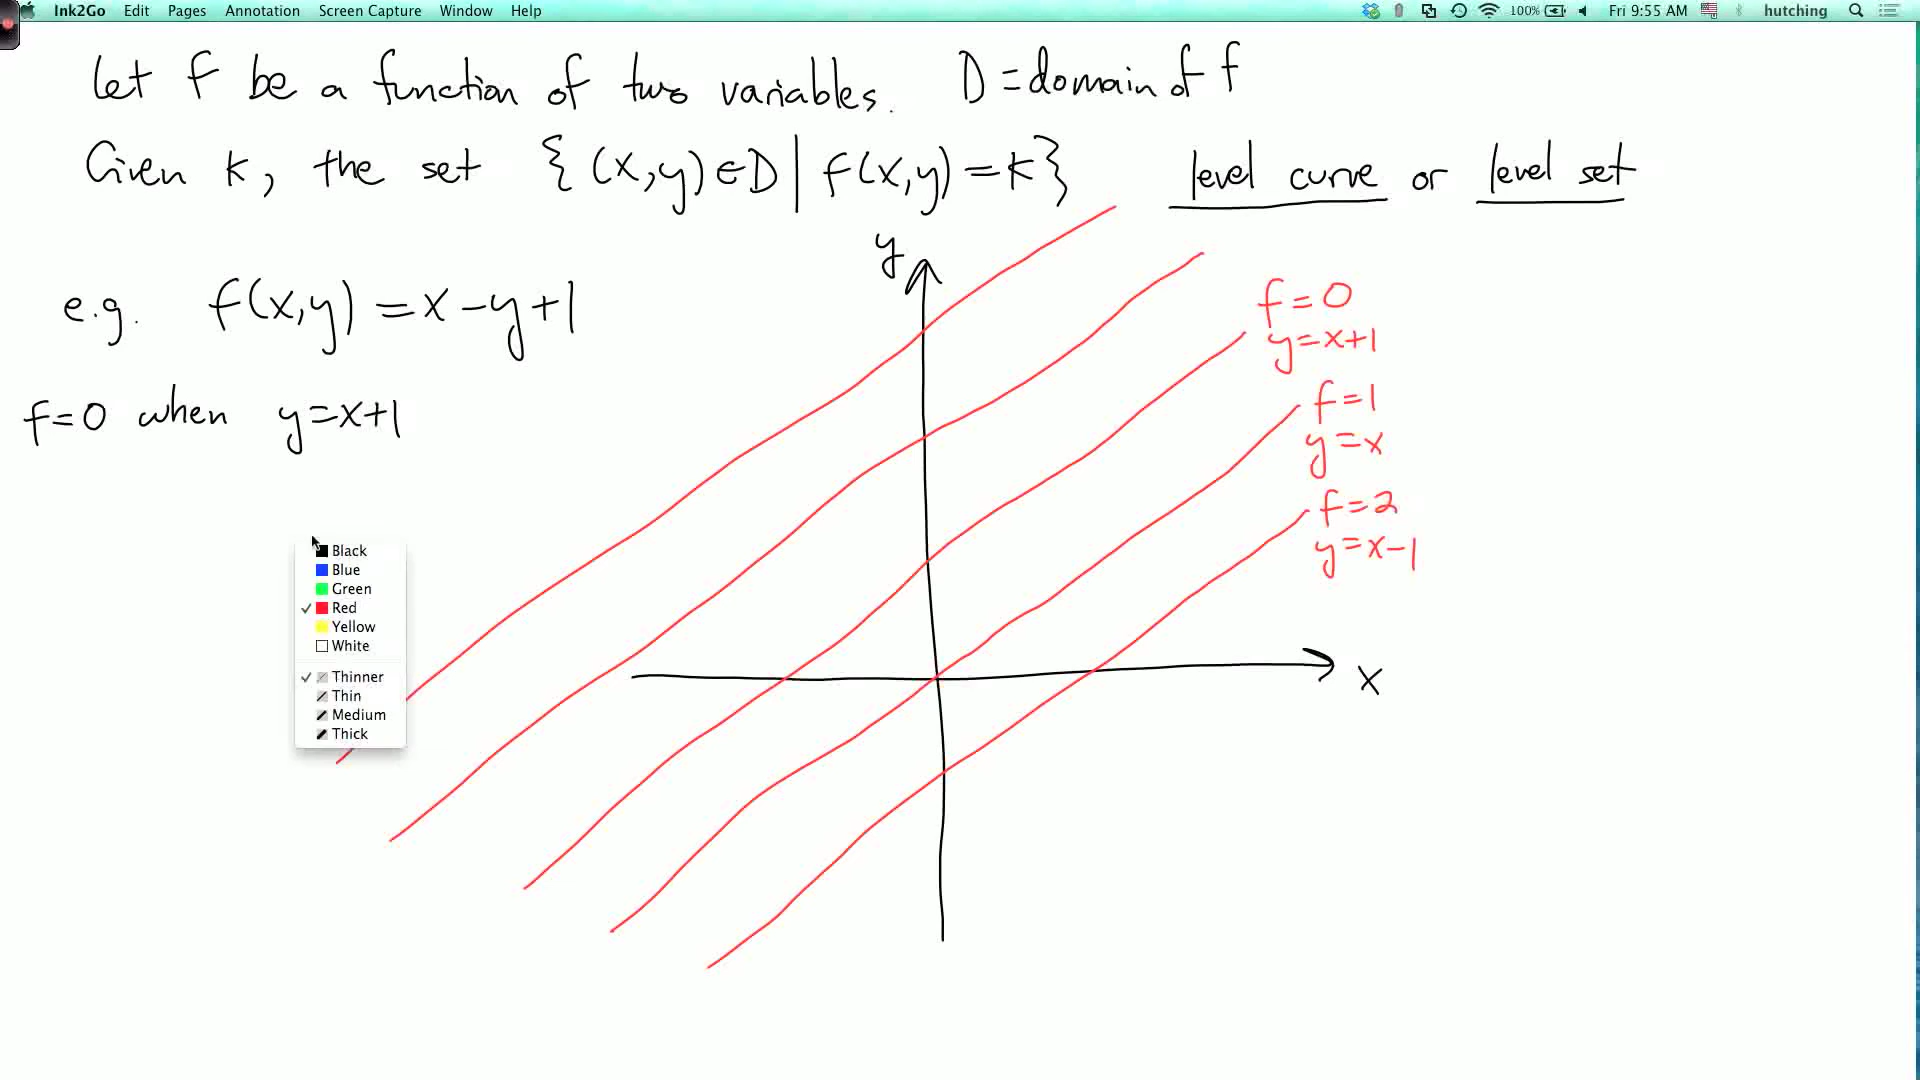 Ink2Go Edit Pages Annotation Screen Capture Window Help 100% Fri 9:55 AM hutching
Let f be a function of two variables. D = domain of f
Given k, the set {(x,y)∈D | f(x,y)=k} level curve or level set
y
e.g. f(x,y) = x-y+1
f=0
y=x+1
f=0 when y=x+1
f=1
y=x
f=2
y=x-1
Black
Blue
Green
Red
Yellow
White
Thinner
Thin
Medium
Thick
x